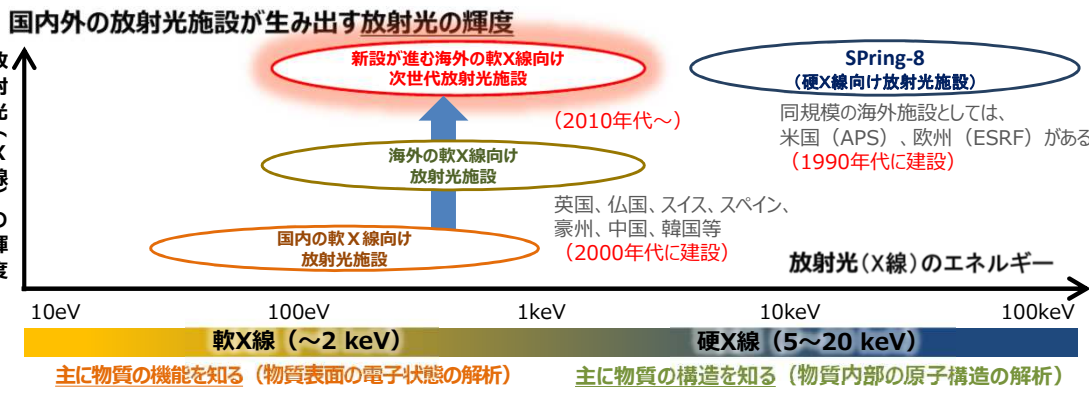 国内外の放射光施設が生み出す放射光の輝度
放射光(X線)の輝度
新設が進む海外の軟X線向け
次世代放射光施設
SPring-8
(硬X線向け放射光施設)
(2010年代~)
同規模の海外施設としては、
米国(APS)、欧州(ESRF)がある
(1990年代に建設)
海外の軟X線向け
放射光施設
英国、仏国、スイス、スペイン、
豪州、中国、韓国等
(2000年代に建設)
国内の軟X線向け
放射光施設
放射光(X線)のエネルギー
10eV 100eV 1keV 10keV 100keV
軟X線(~2 keV) 硬X線(5~20 keV)
主に物質の機能を知る(物質表面の電子状態の解析) 主に物質の構造を知る(物質内部の原子構造の解析)